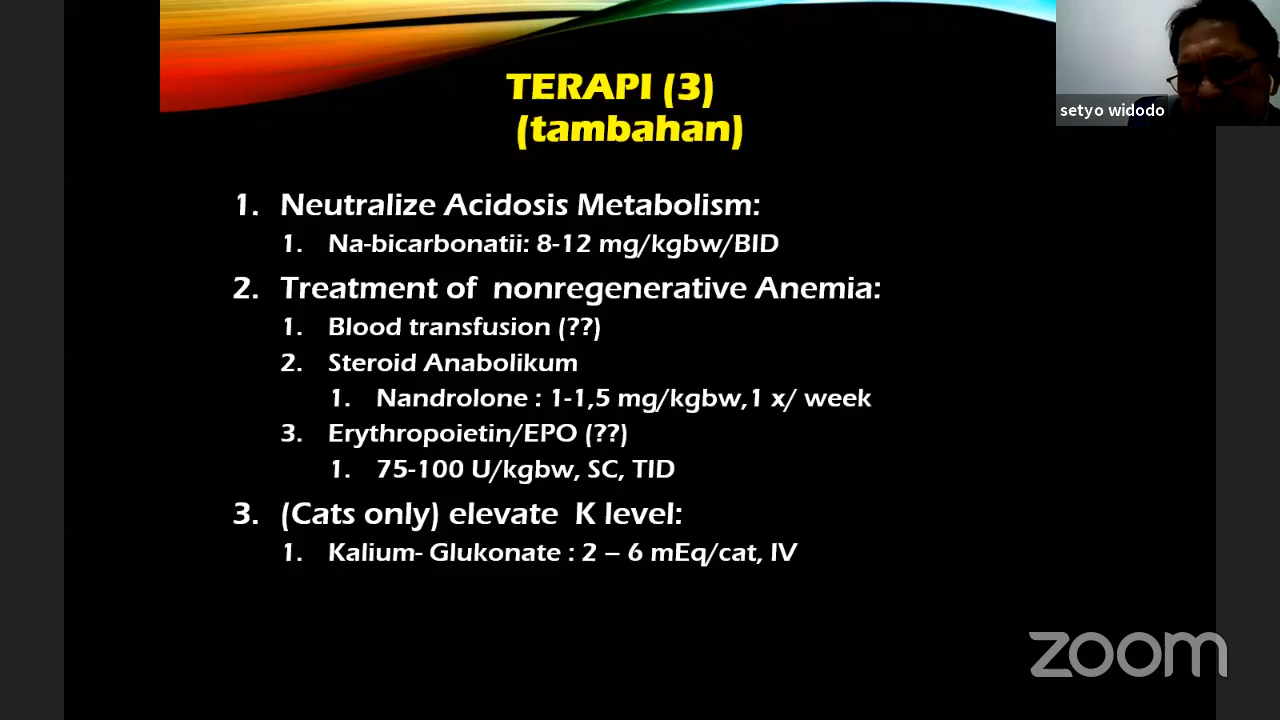 TERAPI (3)
(tambahan)
setyo widodo
1. Neutralize Acidosis Metabolism:
1. Na-bicarbonatii: 8-12 mg/kgbw/BID
2. Treatment of nonregenerative Anemia:
1. Blood transfusion (??)
2. Steroid Anabolikum
1. Nandrolone : 1-1,5 mg/kgbw,1 x/ week
3. Erythropoietin/EPO (??)
1. 75-100 U/kgbw, SC, TID
3. (Cats only) elevate K level:
1. Kalium- Glukonate : 2 – 6 mEq/cat, IV
zoom